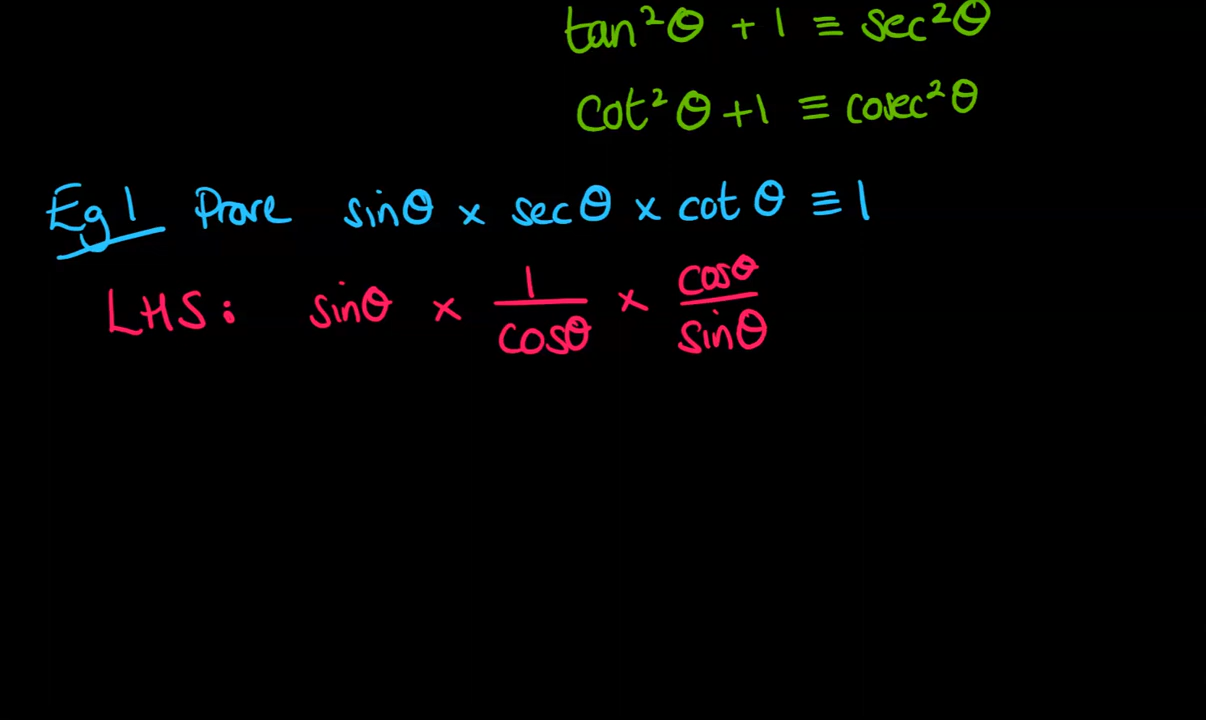 tan²θ + 1 ≡ sec²θ
cot²θ + 1 ≡ cosec²θ
Eg 1 Prove sinθ × secθ × cotθ ≡ 1
LHS: sinθ × 1/cosθ × cosθ/sinθ